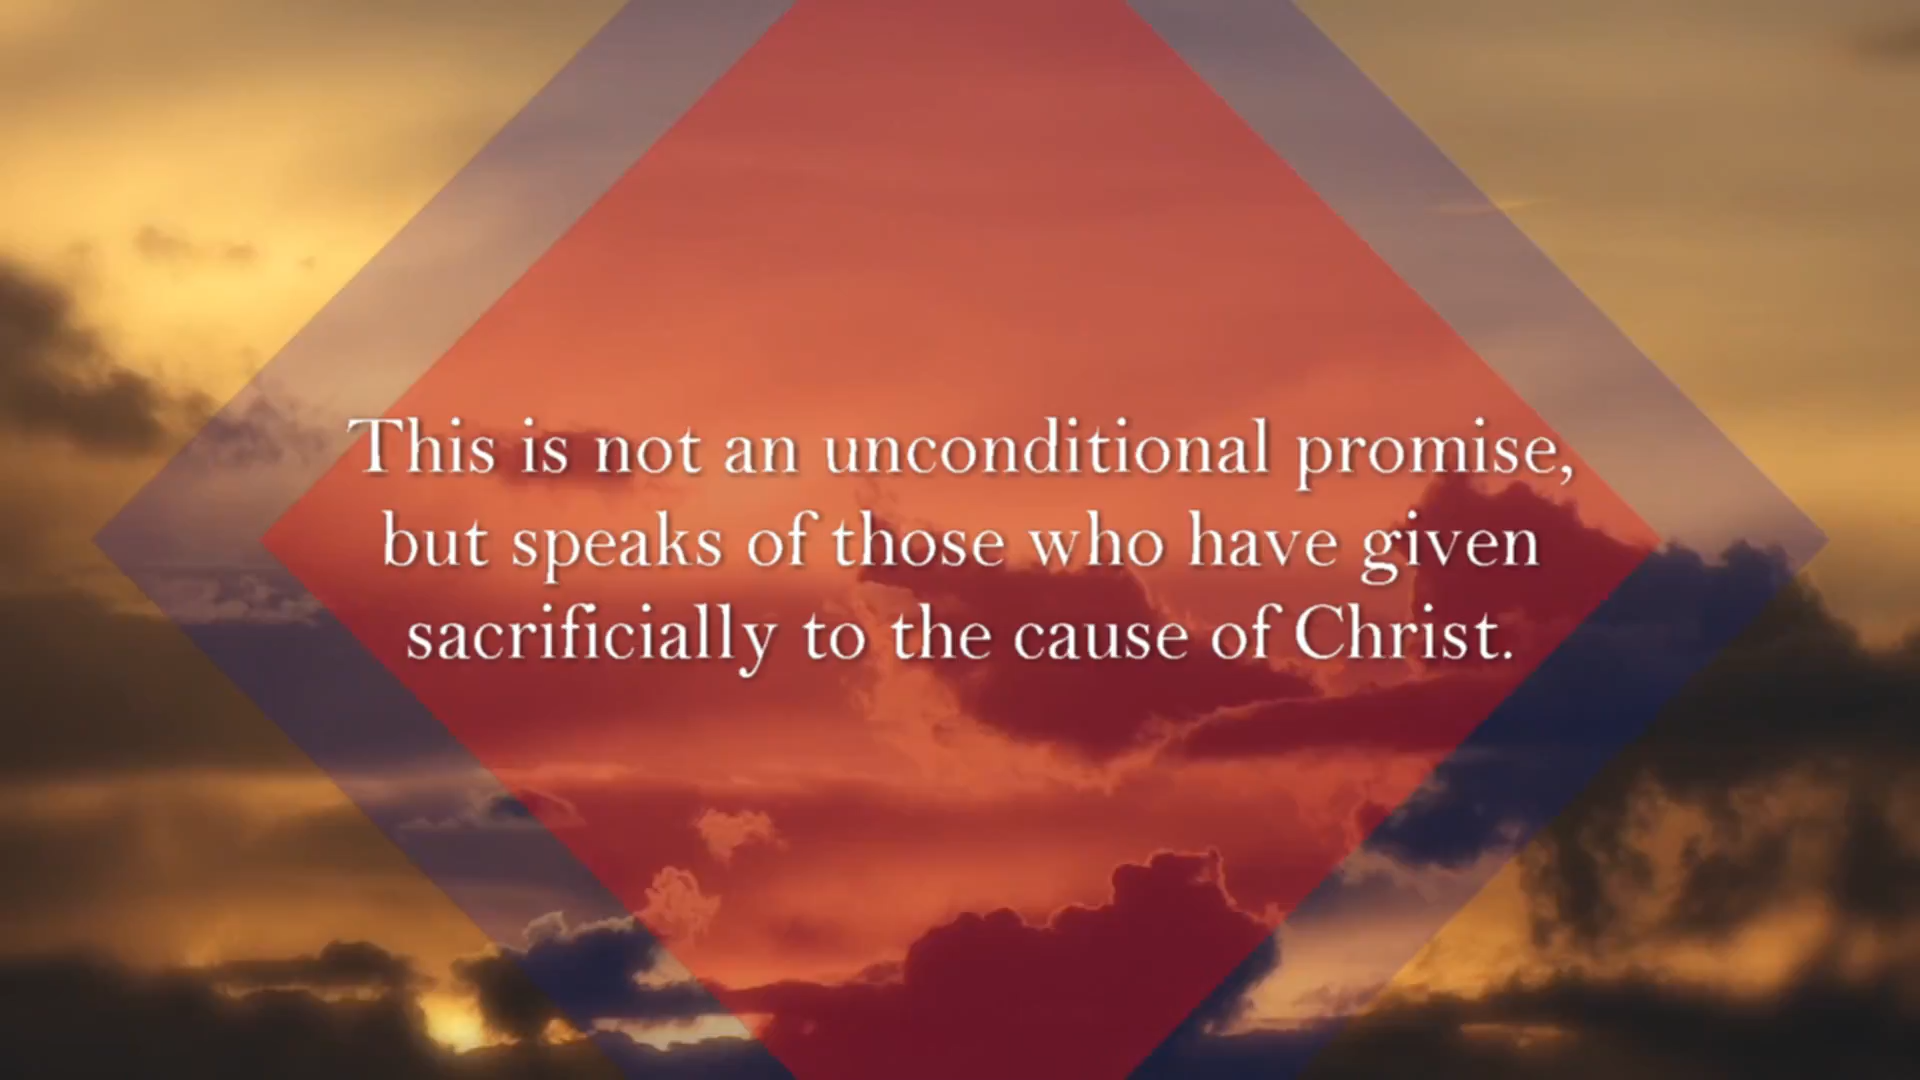 This is not an unconditional promise,
but speaks of those who have given
sacrificially to the cause of Christ.